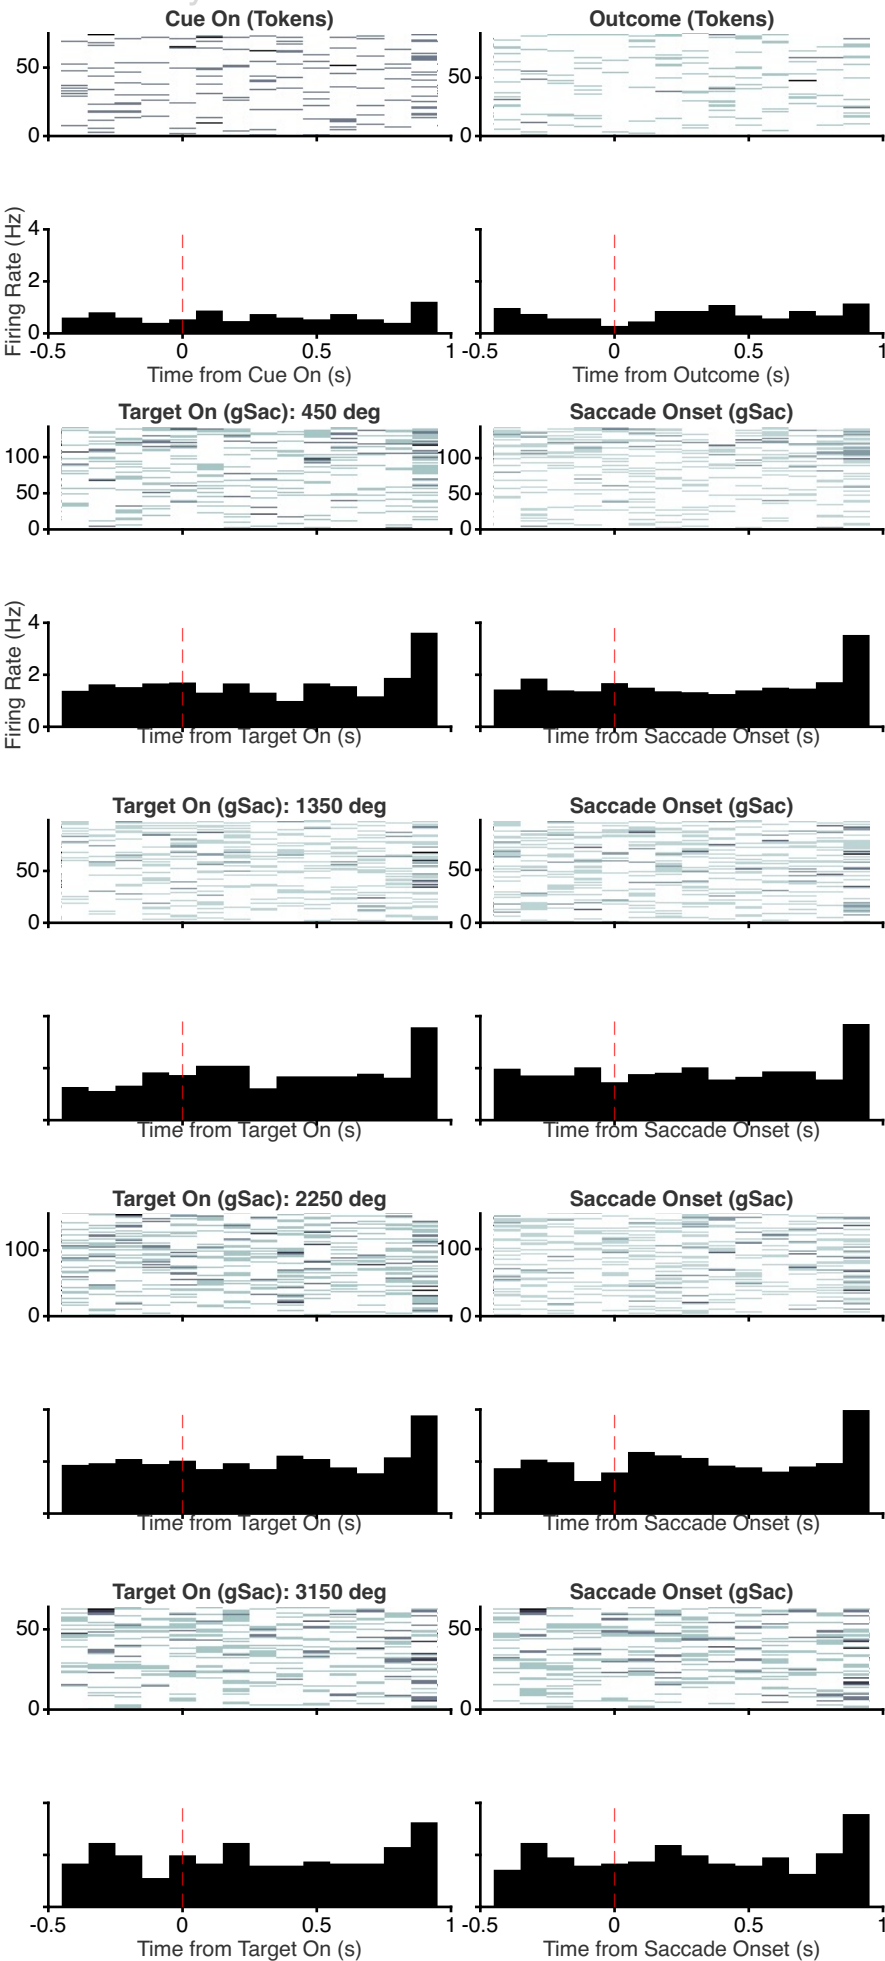 Cue On (Tokens)
Outcome (Tokens)
50
0
50
0
Firing Rate (Hz)
4
2
0
-0.5
0
0.5
1
-0.5
0
0.5
1
Time from Cue On (s)
Time from Outcome (s)
Target On (gSac): 450 deg
Saccade Onset (gSac)
100
50
0
100
50
0
Firing Rate (Hz)
4
2
0
Time from Target On (s)
Time from Saccade Onset (s)
Target On (gSac): 1350 deg
Saccade Onset (gSac)
50
0
50
0
Time from Target On (s)
Time from Saccade Onset (s)
Target On (gSac): 2250 deg
Saccade Onset (gSac)
100
0
100
0
Time from Target On (s)
Time from Saccade Onset (s)
Target On (gSac): 3150 deg
Saccade Onset (gSac)
50
0
50
0
-0.5
0
0.5
1
-0.5
0
0.5
1
Time from Target On (s)
Time from Saccade Onset (s)